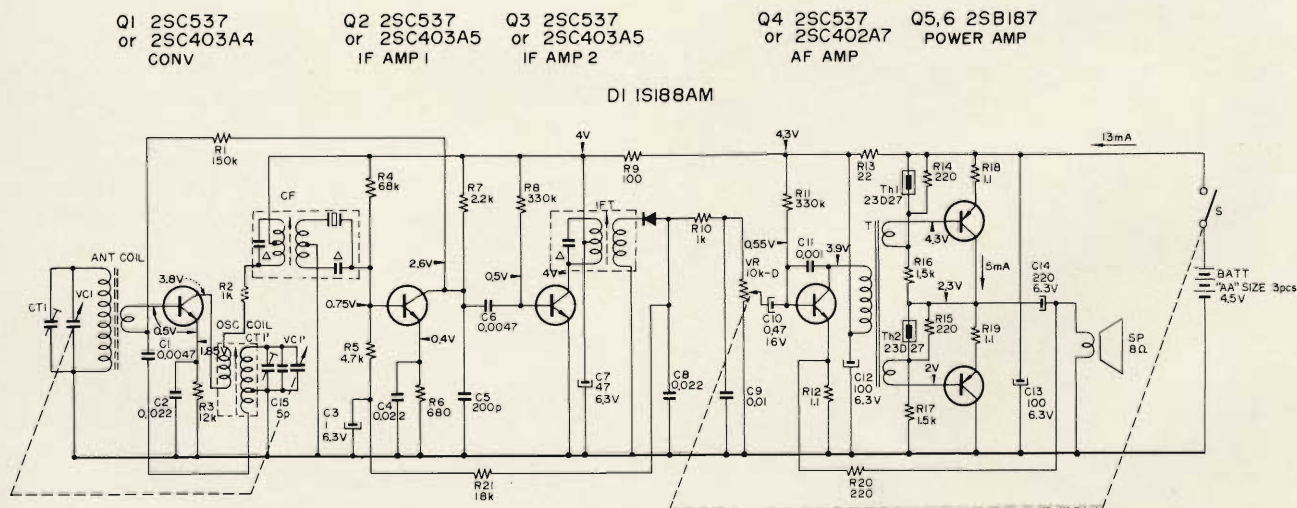 Q1 2SC537
or 2SC403A4
CONV
Q2 2SC537
or 2SC403A5
IF AMP 1
Q3 2SC537
or 2SC403A5
IF AMP 2
Q4 2SC537
or 2SC402A7
AF AMP
Q5,6 2SB187
POWER AMP
D1 1S188AM
R1
150k
CF
△
△
R4
68k
R7
2.2k
R8
330k
4V
R9
100
4.3V
R11
330k
R13
22
Th1
23D27
R14
220
R18
1.1
13mA
S
ANT COIL
CT1
VC1
3.8V
R2
1K
0.5V
1.85V
C1
0.0047
C2
0.022
R3
12k
OSC COIL
CT1'
VC1'
C15
5p
0.75V
2.6V
R5
4.7k
0.4V
C3
1
6.3V
C4
0.022
R6
680
C5
200p
C6
0.0047
0.5V
4V
IFT
△
C7
47
6.3V
R10
1k
C8
0.022
C9
0.01
VR
10k-D
0.55V
C11
0.001
3.9V
C10
0.47
16V
R12
1.1
C12
100
6.3V
T
4.3V
R16
1.5k
5mA
2.3V
Th2
23D27
R15
220
R19
1.1
2V
R17
1.5k
C14
220
6.3V
C13
100
6.3V
SP
8Ω
BATT
"AA" SIZE 3pcs
4.5V
R21
18k
R20
220